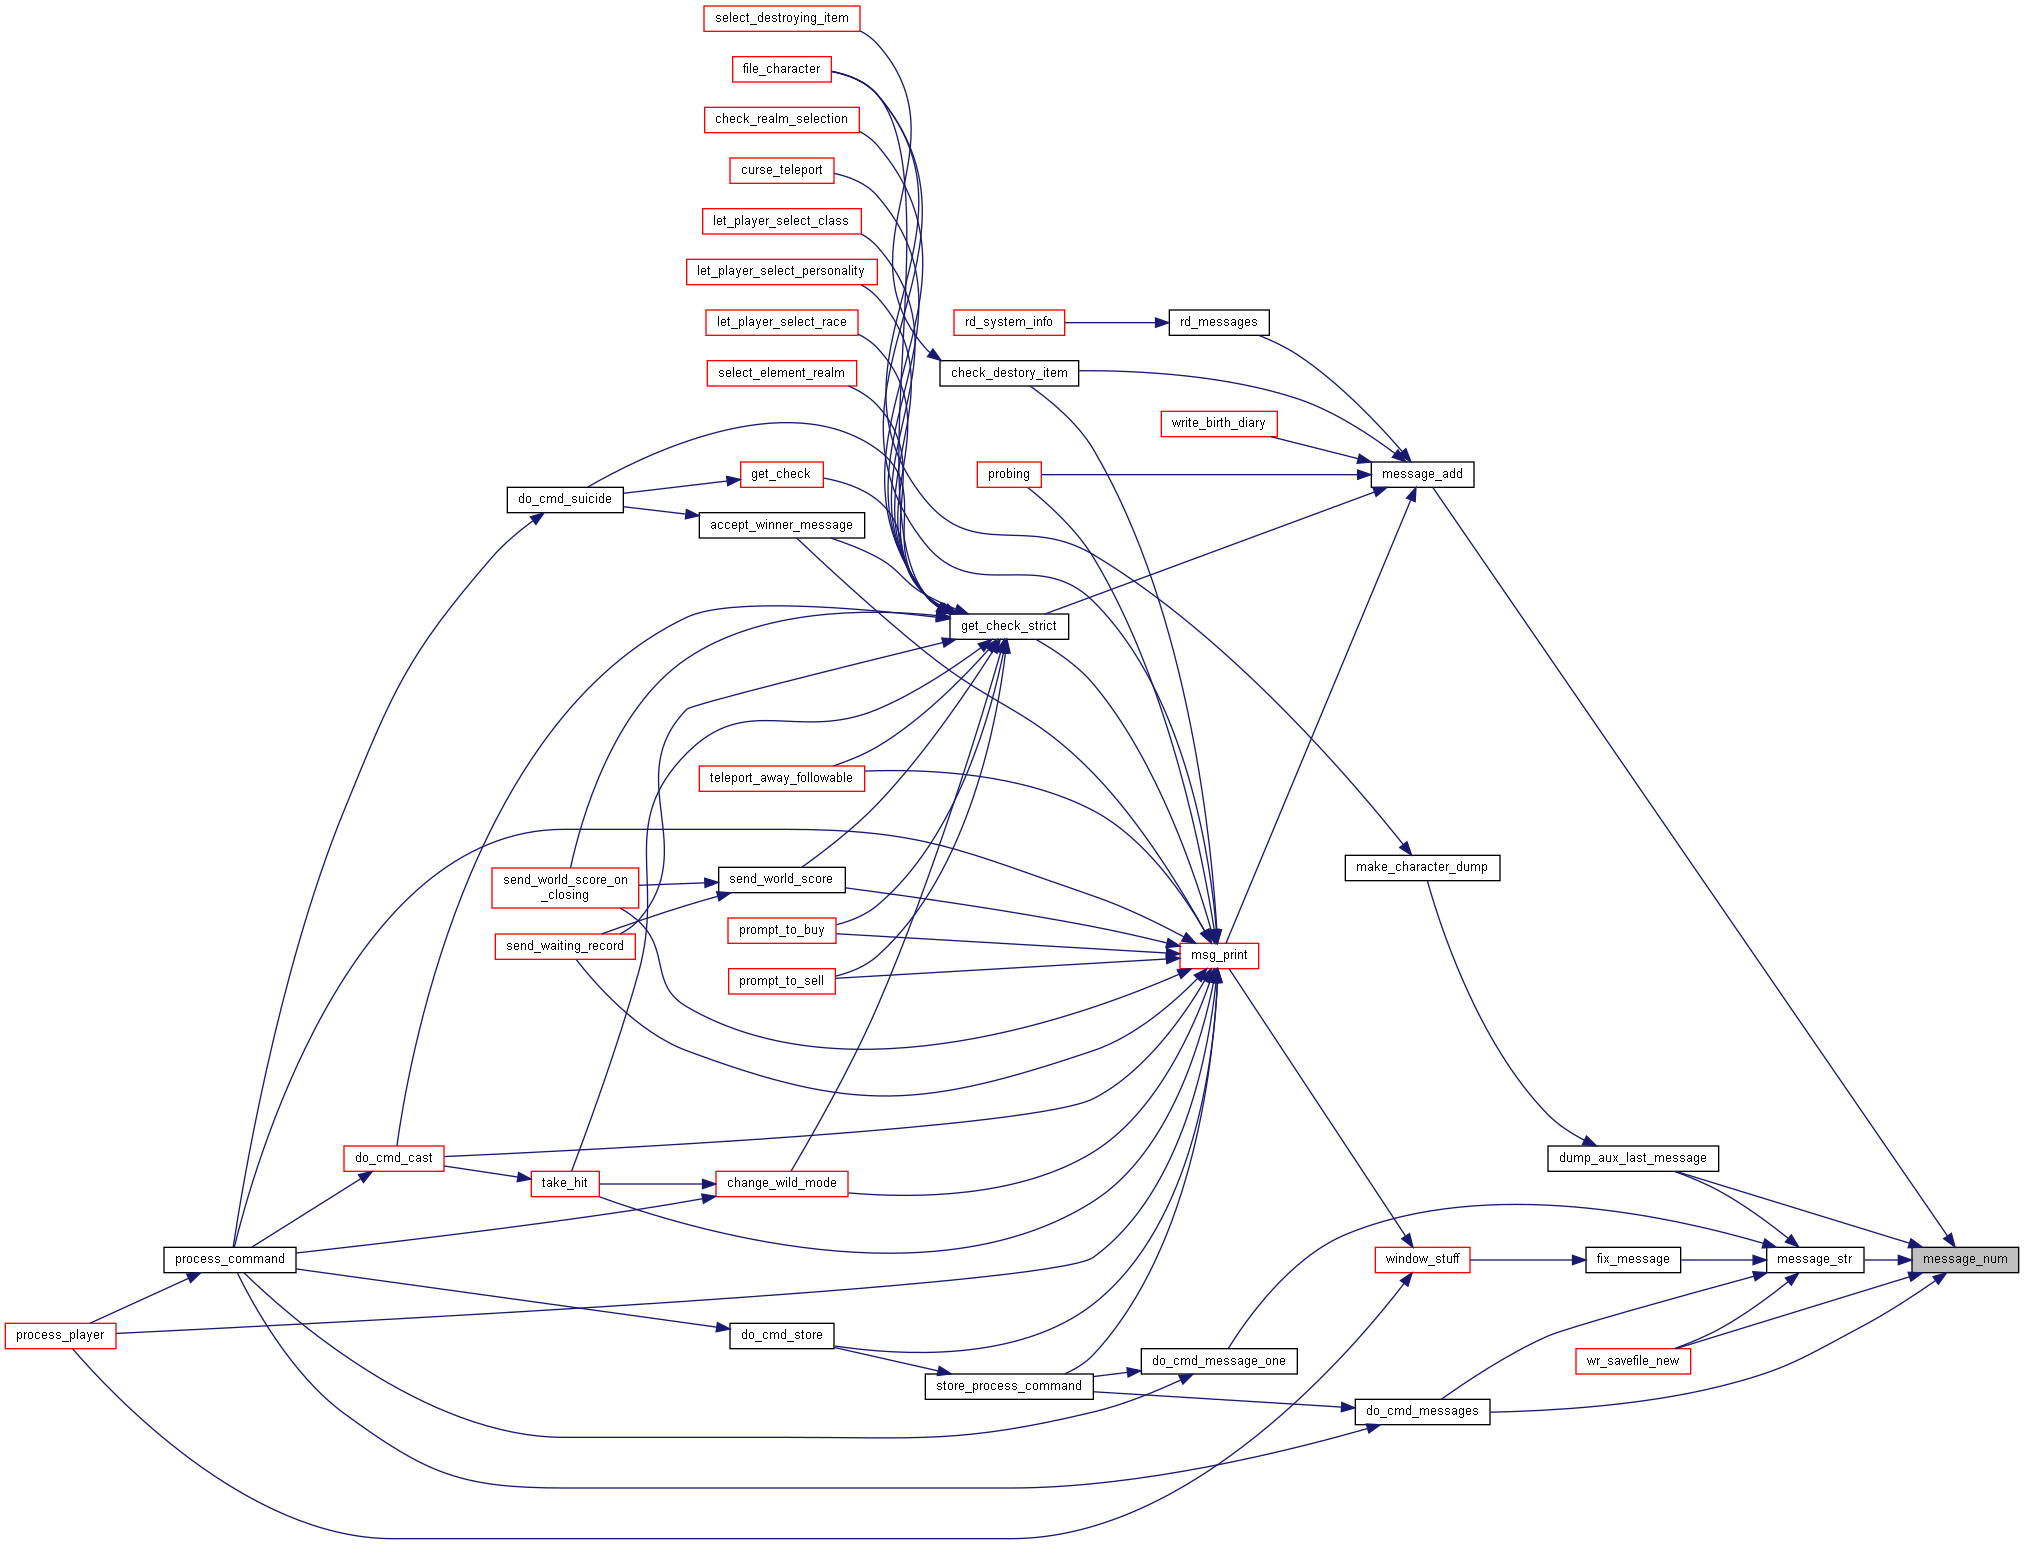 select_destroying_item
file_character
check_realm_selection
curse_teleport
let_player_select_class
let_player_select_personality
let_player_select_race
rd_system_info
rd_messages
select_element_realm
check_destory_item
write_birth_diary
get_check
probing
message_add
do_cmd_suicide
accept_winner_message
get_check_strict
teleport_away_followable
make_character_dump
send_world_score_on
_closing
send_world_score
prompt_to_buy
send_waiting_record
msg_print
prompt_to_sell
do_cmd_cast
dump_aux_last_message
take_hit
change_wild_mode
process_command
window_stuff
fix_message
message_str
message_num
process_player
do_cmd_store
do_cmd_message_one
wr_savefile_new
store_process_command
do_cmd_messages